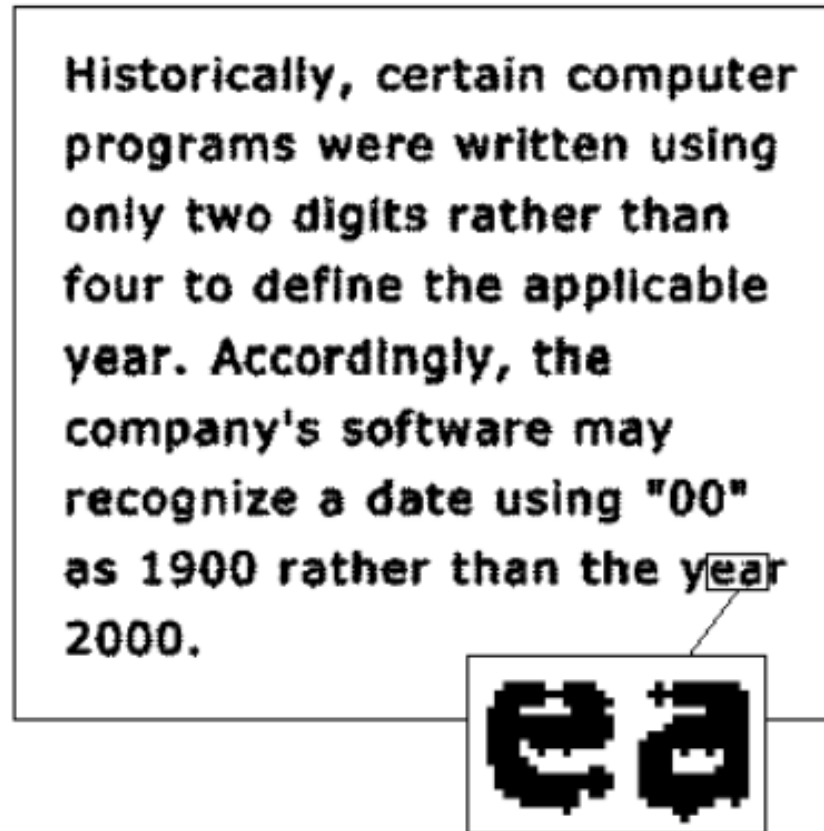 Historically, certain computer
programs were written using
only two digits rather than
four to define the applicable
year. Accordingly, the
company's software may
recognize a date using "00"
as 1900 rather than the year
2000.
ea